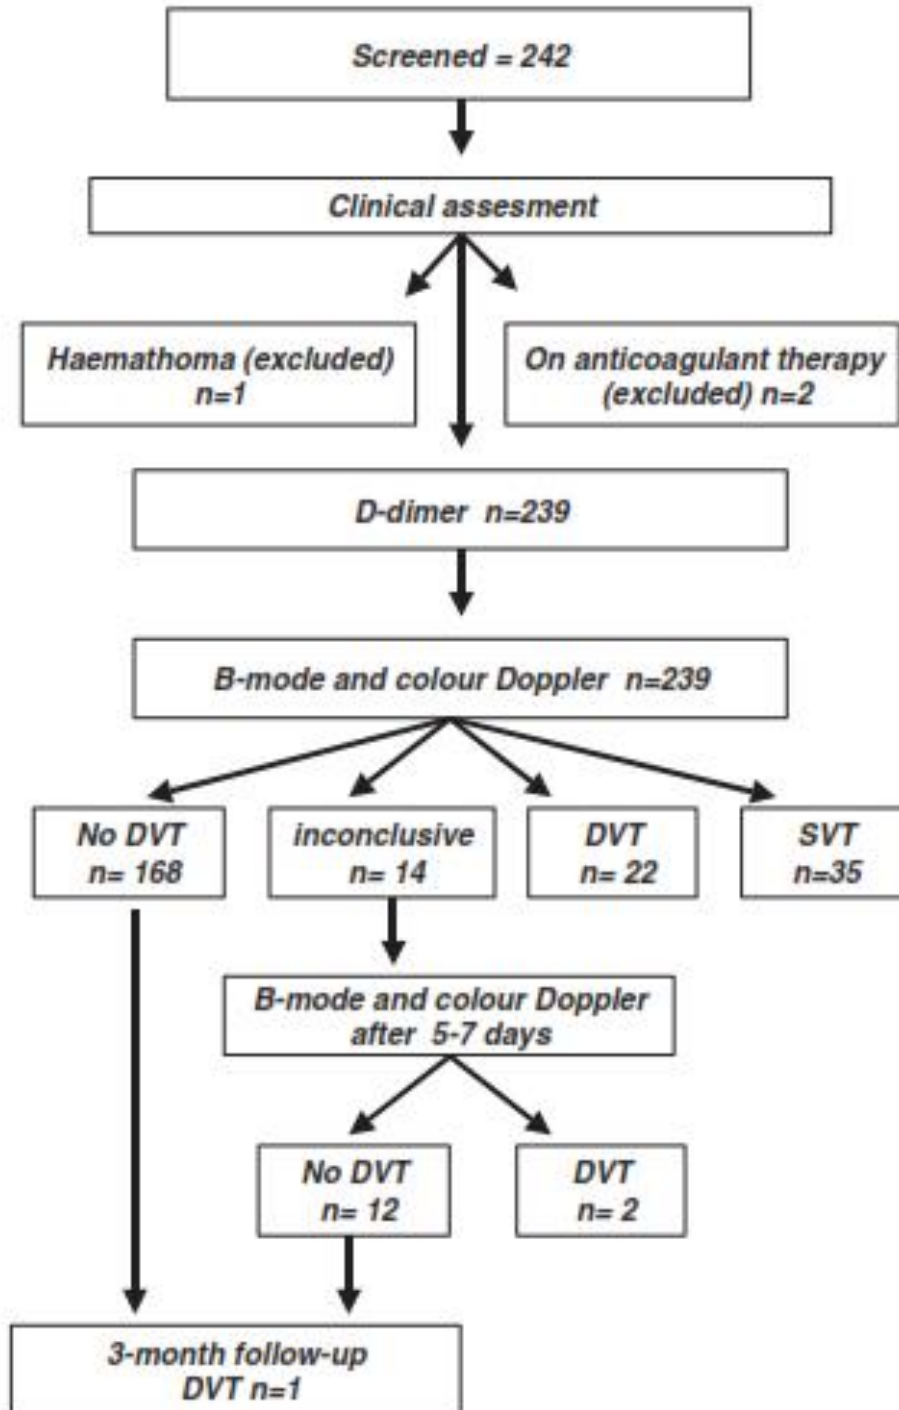 Screened = 242
Clinical assesment
Haemathoma (excluded)
n=1
On anticoagulant therapy
(excluded) n=2
D-dimer n=239
B-mode and colour Doppler n=239
No DVT
n= 168
inconclusive
n= 14
DVT
n= 22
SVT
n=35
B-mode and colour Doppler
after 5-7 days
No DVT
n= 12
DVT
n= 2
3-month follow-up
DVT n=1